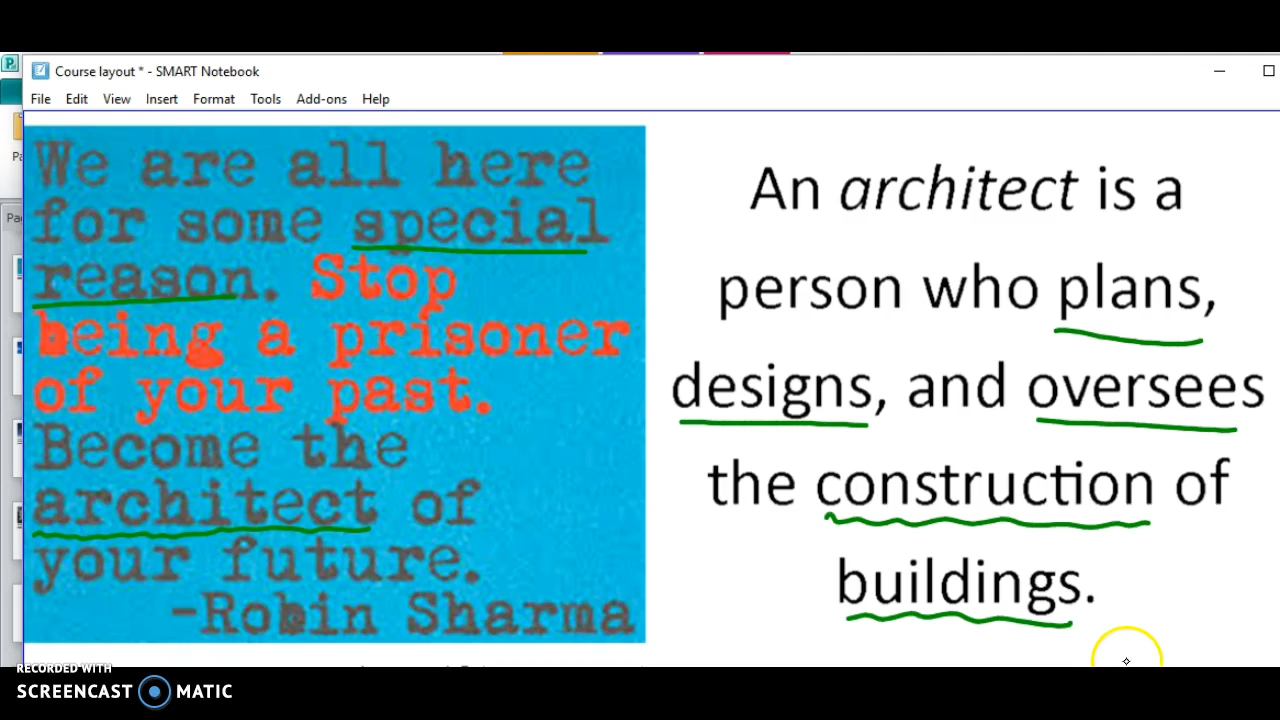 Course layout * - SMART Notebook
File Edit View Insert Format Tools Add-ons Help
We are all here
for some special
reason. Stop
being a prisoner
of your past.
Become the
architect of
your future.
-Robin Sharma
An architect is a
person who plans,
designs, and oversees
the construction of
buildings.
RECORDED WITH
SCREENCAST MATIC